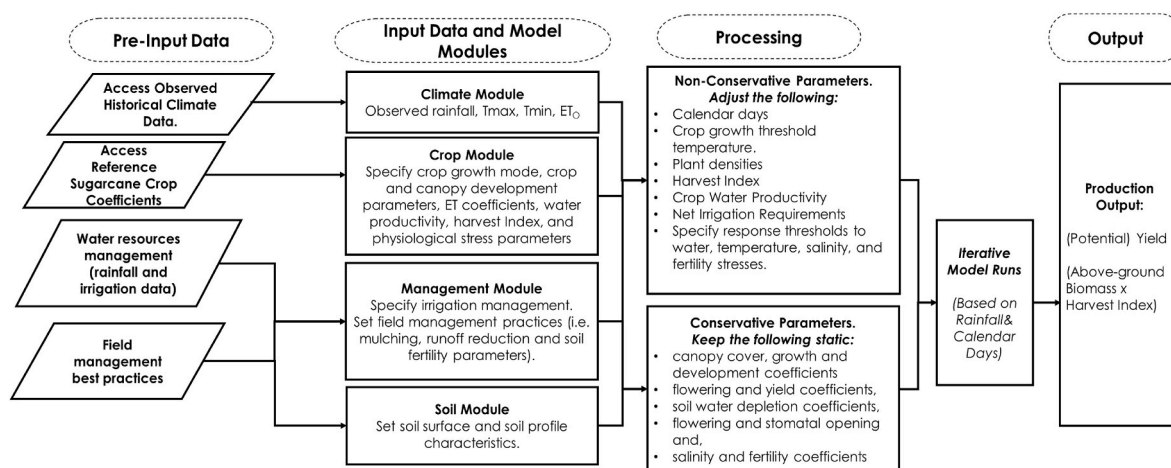 Pre-Input Data
Access Observed
Historical Climate
Data.
Access
Reference
Sugarcane Crop
Coefficients
Water resources
management
(rainfall and
irrigation data)
Field
management
best practices
Input Data and Model
Modules
Climate Module
Observed rainfall, Tmax, Tmin, ETO
Crop Module
Specify crop growth mode, crop
and canopy development
parameters, ET coefficients, water
productivity, harvest Index, and
physiological stress parameters
Management Module
Specify irrigation management.
Set field management practices (i.e.
mulching, runoff reduction and soil
fertility parameters).
Soil Module
Set soil surface and soil profile
characteristics.
Processing
Non-Conservative Parameters.
Adjust the following:
• Calendar days
• Crop growth threshold
temperature.
• Plant densities
• Harvest Index
• Crop Water Productivity
• Net Irrigation Requirements
• Specify response thresholds to
water, temperature, salinity, and
fertility stresses.
Conservative Parameters.
Keep the following static:
• canopy cover, growth and
development coefficients
• flowering and yield coefficients,
• soil water depletion coefficients,
• flowering and stomatal opening
and,
• salinity and fertility coefficients
Iterative
Model Runs
(Based on
Rainfall&
Calendar
Days)
Output
Production
Output:
(Potential) Yield
(Above-ground
Biomass x
Harvest Index)